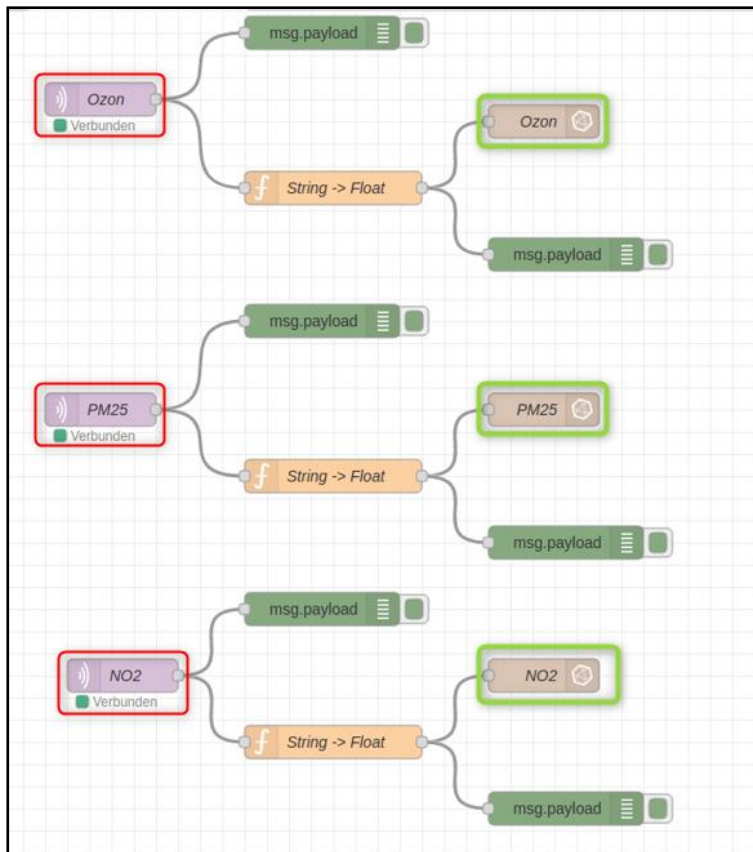 msg.payload
Ozon
Verbunden
Ozon
String -> Float
msg.payload
msg.payload
PM25
Verbunden
PM25
String -> Float
msg.payload
msg.payload
NO2
Verbunden
NO2
String -> Float
msg.payload